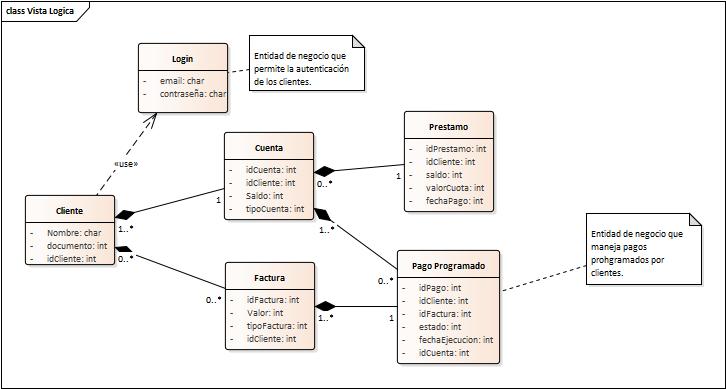 class Vista Logica
Login
- email: char
- contraseña: char
Entidad de negocio que
permite la autenticación
de los clientes.
«use»
Cliente
- Nombre: char
- documento: int
- idCliente: int
1..*
0..*
1
0..*
Cuenta
- idCuenta: int
- idCliente: int
- Saldo: int
- tipoCuenta: int
0..*
1
1..*
0..*
Prestamo
- idPrestamo: int
- idCliente: int
- saldo: int
- valorCuota: int
- fechaPago: int
Factura
- idFactura: int
- Valor: int
- tipoFactura: int
- idCliente: int
1..*
1
Pago Programado
- idPago: int
- idCliente: int
- idFactura: int
- estado: int
- fechaEjecucion: int
- idCuenta: int
Entidad de negocio que
maneja pagos
prohgramados por
clientes.